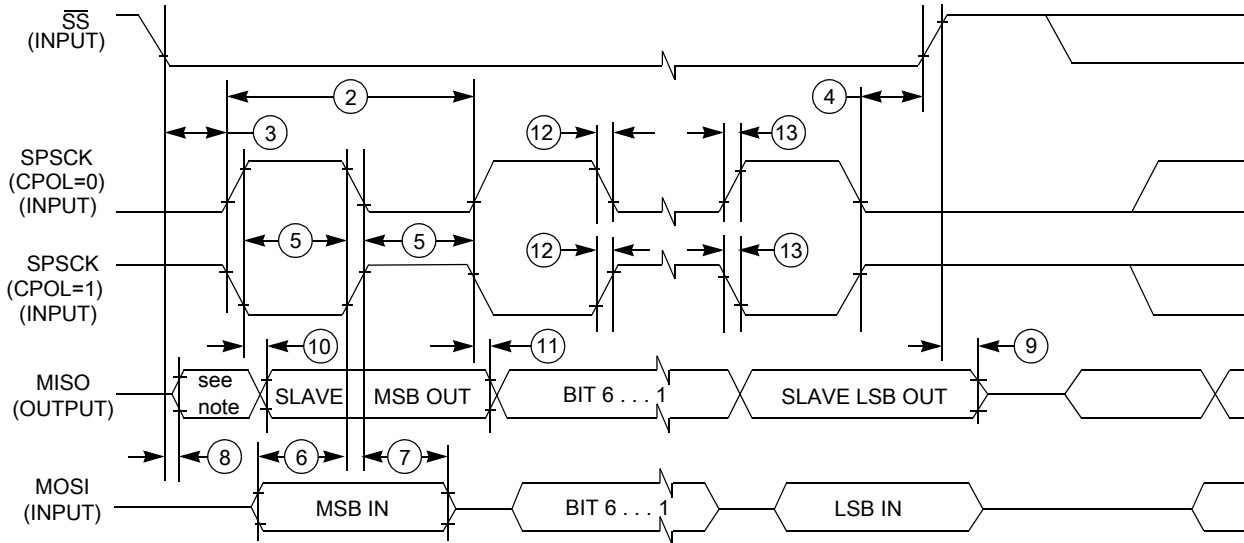 SS
(INPUT)
2
4
3
12
13
SPSCK
(CPOL=0)
(INPUT)
5
5
12
13
SPSCK
(CPOL=1)
(INPUT)
10
11
9
MISO
(OUTPUT)
see
note
SLAVE
MSB OUT
BIT 6 . . . 1
SLAVE LSB OUT
8
6
7
MOSI
(INPUT)
MSB IN
BIT 6 . . . 1
LSB IN